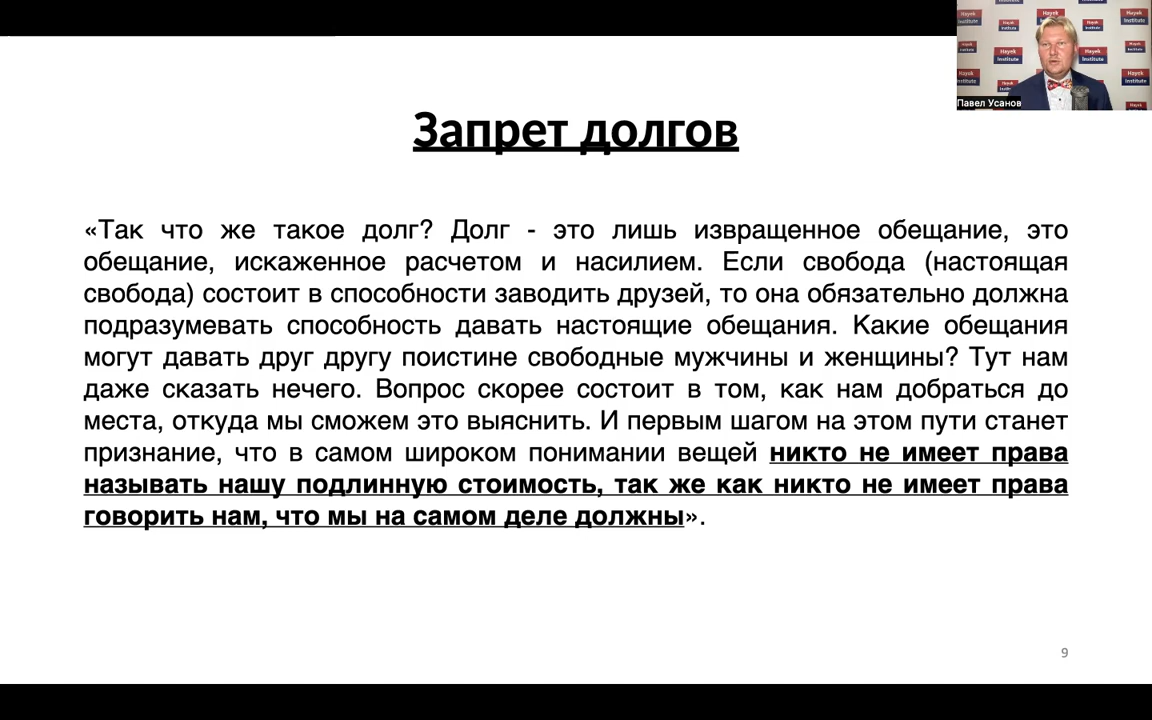 Hayek
Institute
Павел Усанов
Запрет долгов
«Так что же такое долг? Долг - это лишь извращенное обещание, это
обещание, искаженное расчетом и насилием. Если свобода (настоящая
свобода) состоит в способности заводить друзей, то она обязательно должна
подразумевать способность давать настоящие обещания. Какие обещания
могут давать друг другу поистине свободные мужчины и женщины? Тут нам
даже сказать нечего. Вопрос скорее состоит в том, как нам добраться до
места, откуда мы сможем это выяснить. И первым шагом на этом пути станет
признание, что в самом широком понимании вещей никто не имеет права
называть нашу подлинную стоимость, так же как никто не имеет права
говорить нам, что мы на самом деле должны».
9